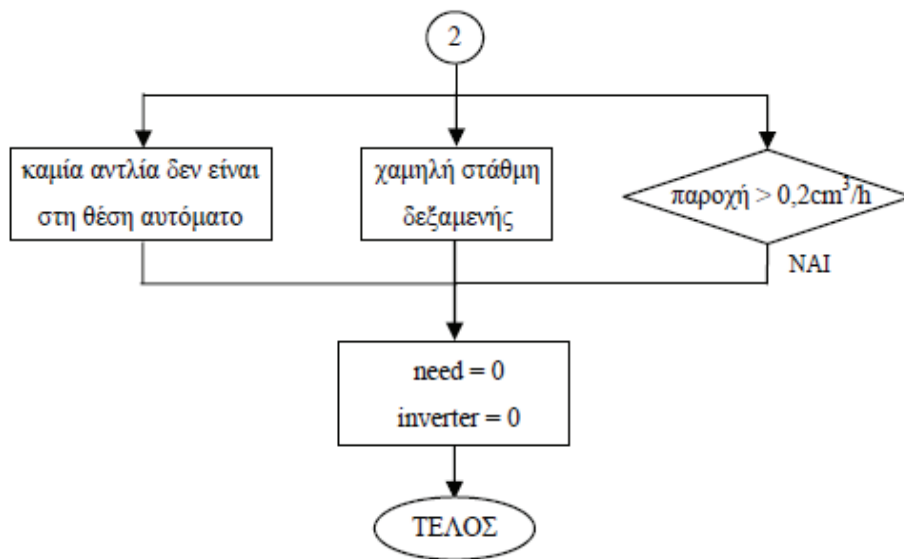 2
καμία αντλία δεν είναι
στη θέση αυτόματο
χαμηλή στάθμη
δεξαμενής
παροχή > 0,2cm³/h
ΝΑΙ
need = 0
inverter = 0
ΤΕΛΟΣ